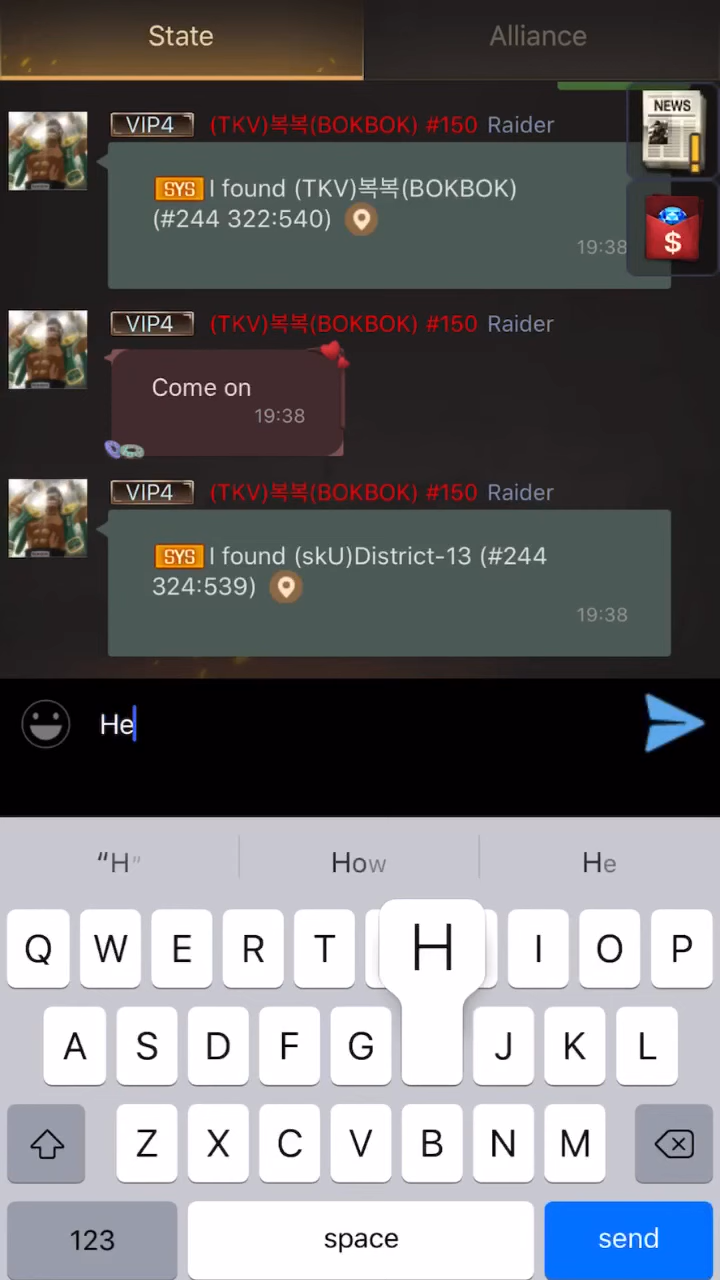 State
Alliance
NEWS
VIP4 (TKV)복복(BOKBOK) #150 Raider
SYS I found (TKV)복복(BOKBOK)
(#244 322:540)
$
19:38
VIP4 (TKV)복복(BOKBOK) #150 Raider
Come on
19:38
VIP4 (TKV)복복(BOKBOK) #150 Raider
SYS I found (skU)District-13 (#244
324:539)
19:38
He
“H” How He
Q W E R T H I O P
A S D F G J K L
Z X C V B N M
123 space send